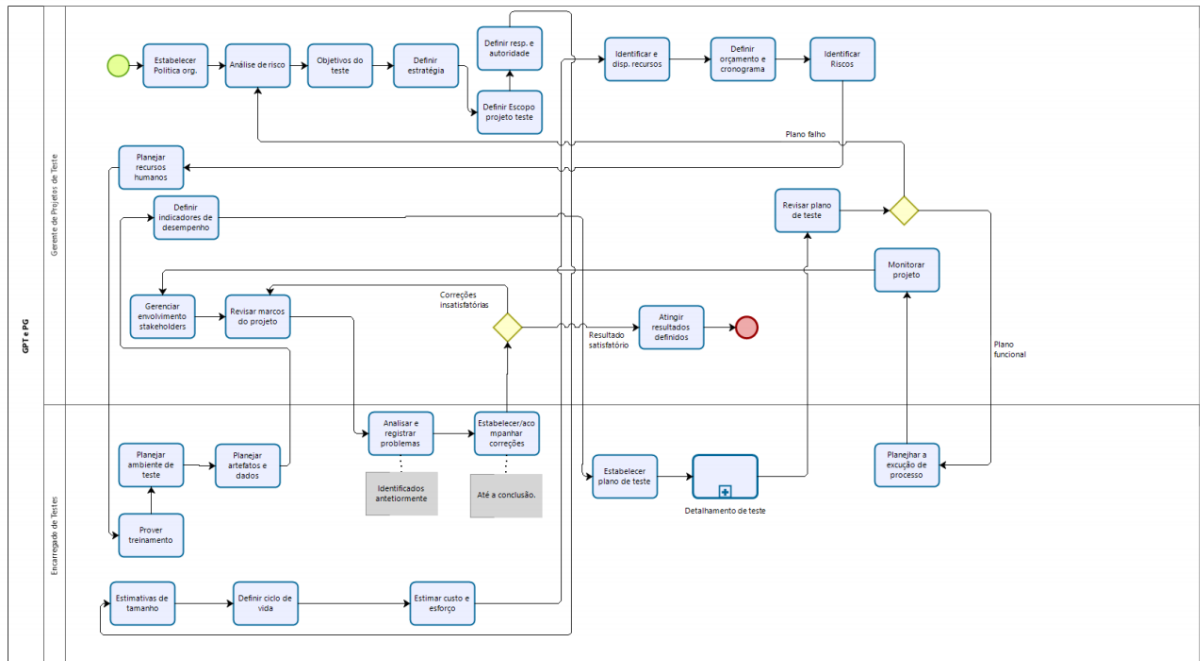 GPT e PG
Gerente de Projetos de Teste
Estabelecer
Politica org.
Análise de risco
Objetivos do
teste
Definir
estratégia
Definir resp. e
autoridade
Definir Escopo
projeto teste
Identificar e
disp. recursos
Definir
orçamento e
cronograma
Identificar
Riscos
Plano falho
Planejar
recursos
humanos
Definir
indicadores de
desempenho
Revisar plano
de teste
Monitorar
projeto
Gerenciar
envolvimento
stakeholders
Revisar marcos
do projeto
Correções
insatisfatórias
Resultado
satisfatório
Atingir
resultados
definidos
Plano
funcional
Encarregado de Testes
Analisar e
registrar
problemas
Estabelecer/aco
mpanhar
correções
Identificados
antetiormente
Até a conclusão.
Planejar
ambiente de
teste
Planejar
artefatos e
dados
Estabelecer
plano de teste
Detalhamento de teste
Planejhar a
excução de
processo
Prover
treinamento
Estimativas de
tamanho
Definir ciclo de
vida
Estimar custo e
esforço